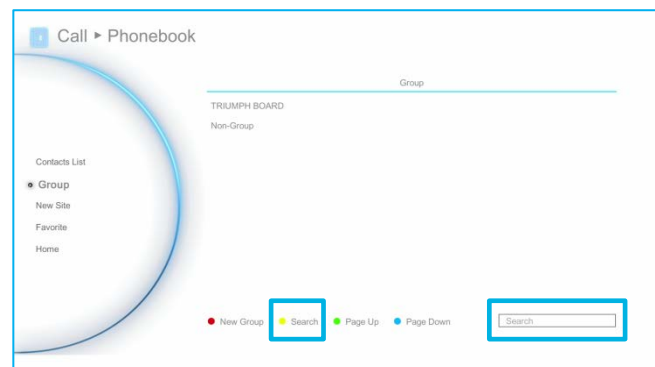 Call ▸ Phonebook
Group
TRIUMPH BOARD
Non-Group
Contacts List
Group
New Site
Favorite
Home
New Group Search Page Up Page Down Search